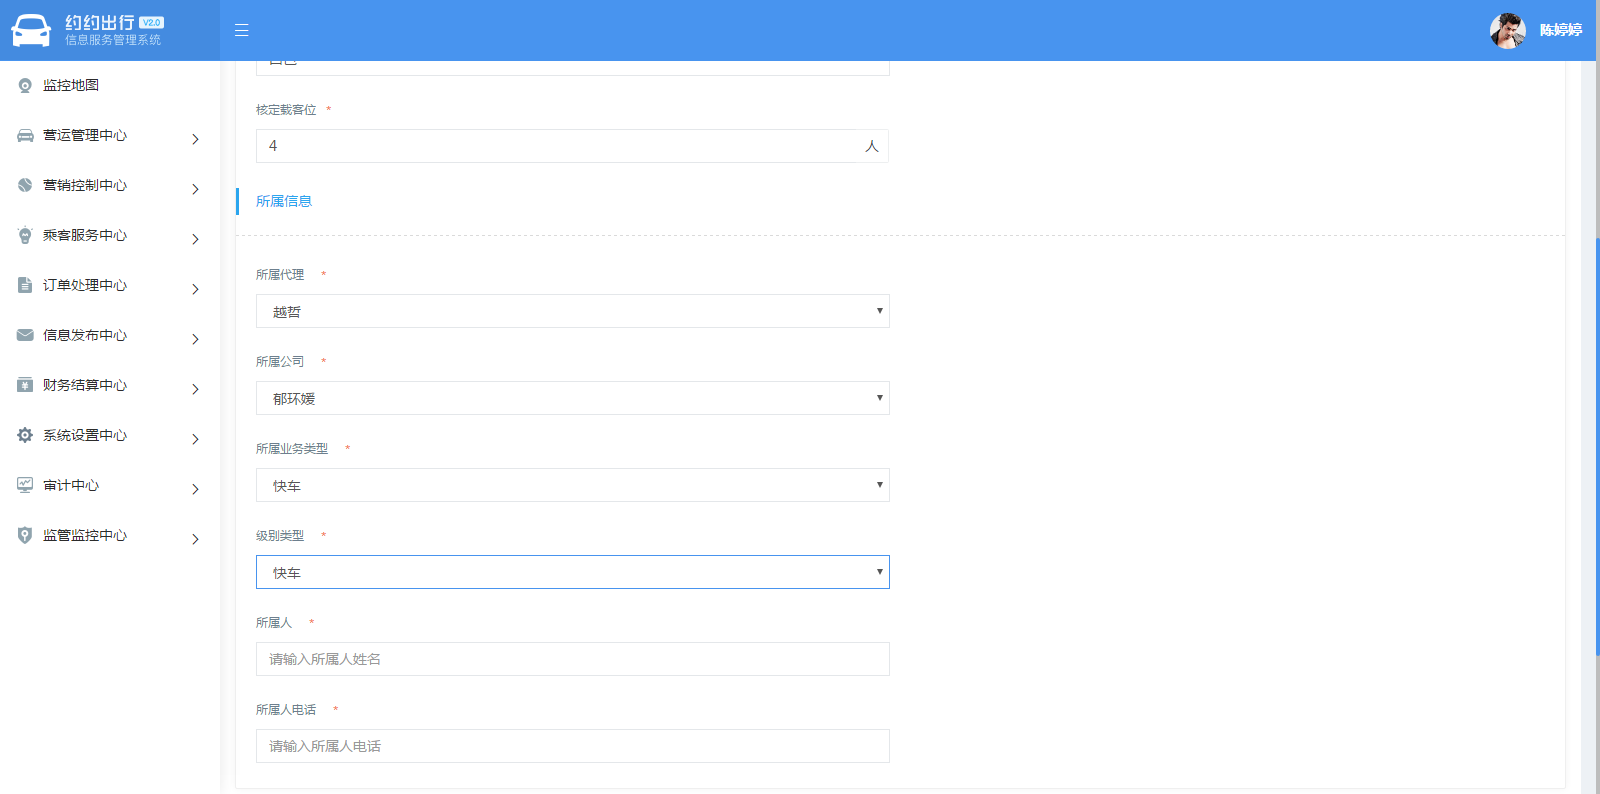 约约出行 V2.0
信息服务管理系统
陈婷婷
监控地图
营运管理中心
营销控制中心
乘客服务中心
订单处理中心
信息发布中心
财务结算中心
系统设置中心
审计中心
监管监控中心
核定载客位 *
4 人
所属信息
所属代理 *
越哲
所属公司 *
郁环媛
所属业务类型 *
快车
级别类型 *
快车
所属人 *
请输入所属人姓名
所属人电话 *
请输入所属人电话